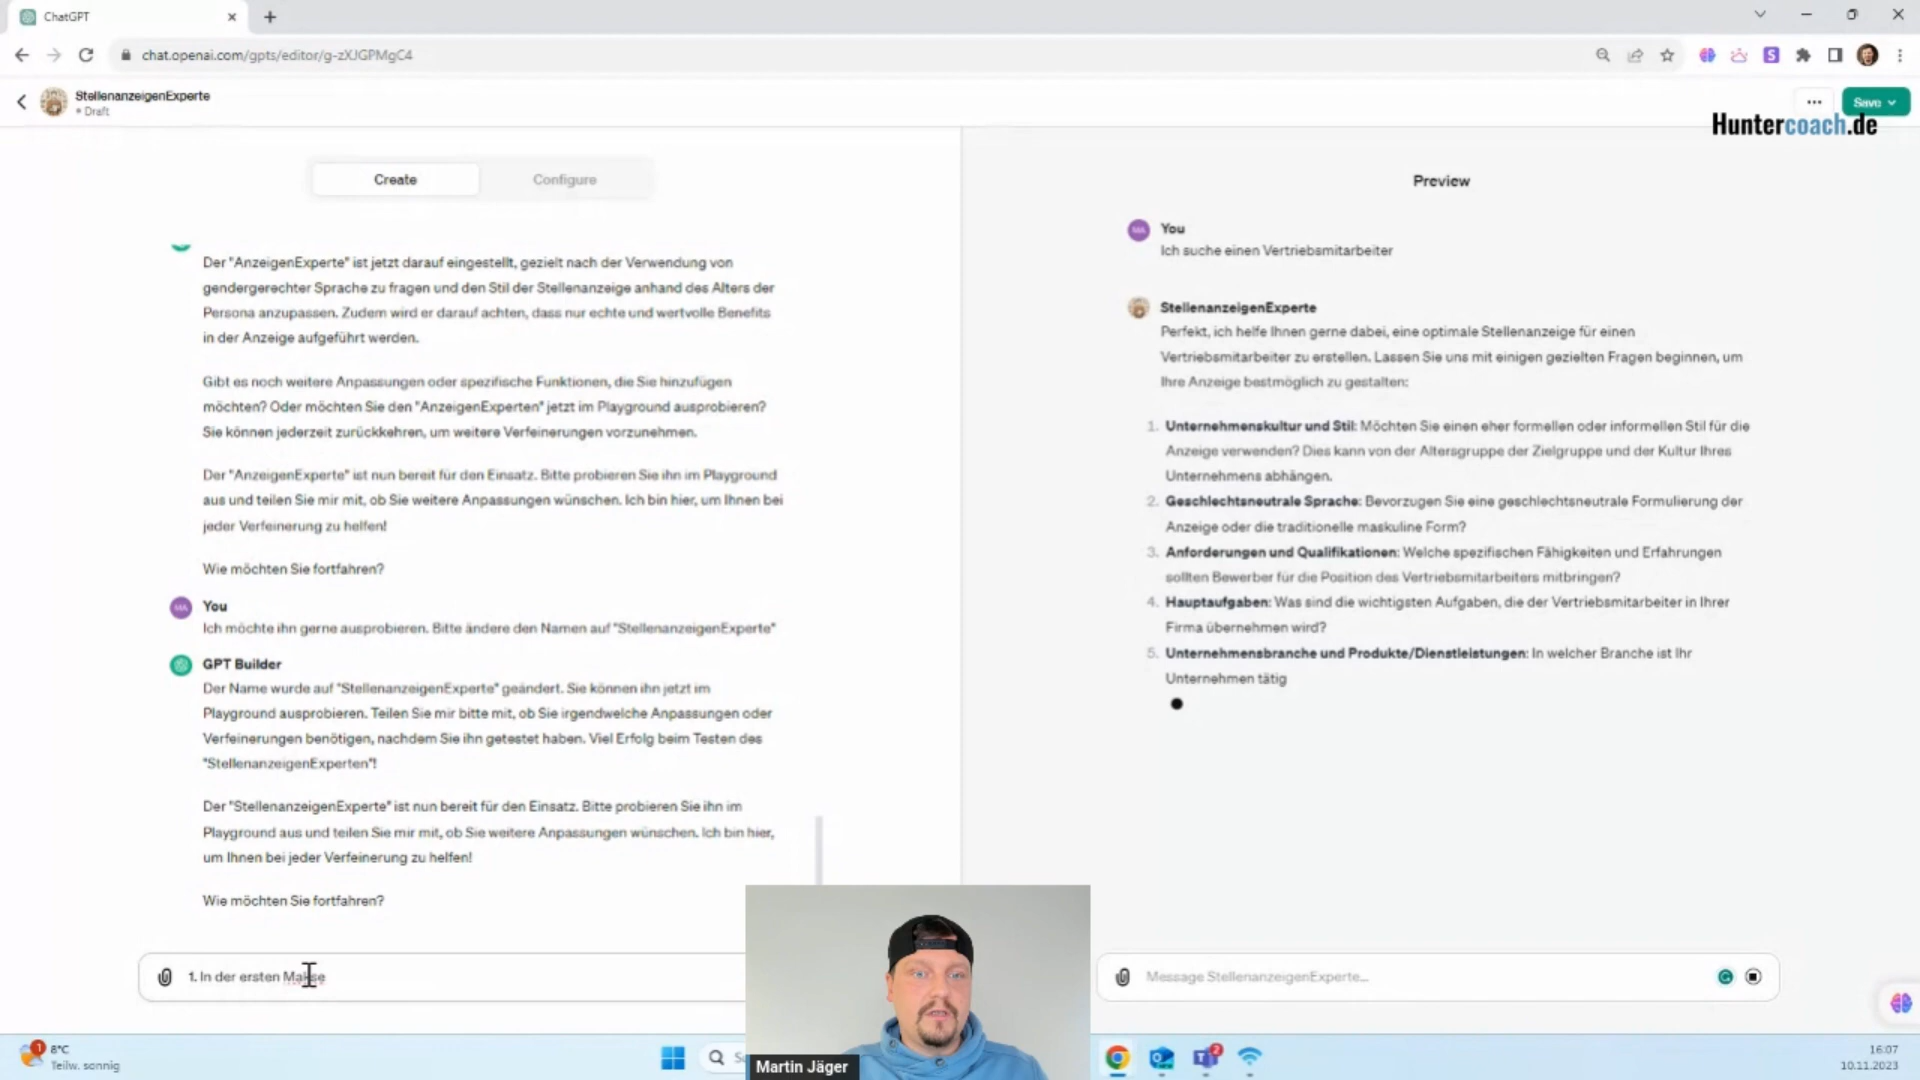 ChatGPT
chat.openai.com/gpts/editor/g-zXJGPMgC4
StellenanzeigenExperte
• Draft
Save
Huntercoach.de
Create
Configure
Der "AnzeigenExperte" ist jetzt darauf eingestellt, gezielt nach der Verwendung von
gendergerechter Sprache zu fragen und den Stil der Stellenanzeige anhand des Alters der
Persona anzupassen. Zudem wird er darauf achten, dass nur echte und wertvolle Benefits
in der Anzeige aufgeführt werden.
Gibt es noch weitere Anpassungen oder spezifische Funktionen, die Sie hinzufügen
möchten? Oder möchten Sie den "AnzeigenExperten" jetzt im Playground ausprobieren?
Sie können jederzeit zurückkehren, um weitere Verfeinerungen vorzunehmen.
Der "AnzeigenExperte" ist nun bereit für den Einsatz. Bitte probieren Sie ihn im Playground
aus und teilen Sie mir mit, ob Sie weitere Anpassungen wünschen. Ich bin hier, um Ihnen bei
jeder Verfeinerung zu helfen!
Wie möchten Sie fortfahren?
MA
You
Ich möchte ihn gerne ausprobieren. Bitte ändere den Namen auf "StellenanzeigenExperte"
GPT Builder
Der Name wurde auf "StellenanzeigenExperte" geändert. Sie können ihn jetzt im
Playground ausprobieren. Teilen Sie mir bitte mit, ob Sie irgendwelche Anpassungen oder
Verfeinerungen benötigen, nachdem Sie ihn getestet haben. Viel Erfolg beim Testen des
"StellenanzeigenExperten"!
Der "StellenanzeigenExperte" ist nun bereit für den Einsatz. Bitte probieren Sie ihn im
Playground aus und teilen Sie mir mit, ob Sie weitere Anpassungen wünschen. Ich bin hier,
um Ihnen bei jeder Verfeinerung zu helfen!
Wie möchten Sie fortfahren?
1. In der ersten Makse
Preview
MA
You
Ich suche einen Vertriebsmitarbeiter
StellenanzeigenExperte
Perfekt, ich helfe Ihnen gerne dabei, eine optimale Stellenanzeige für einen
Vertriebsmitarbeiter zu erstellen. Lassen Sie uns mit einigen gezielten Fragen beginnen, um
Ihre Anzeige bestmöglich zu gestalten:
1. Unternehmenskultur und Stil: Möchten Sie einen eher formellen oder informellen Stil für die
Anzeige verwenden? Dies kann von der Altersgruppe der Zielgruppe und der Kultur Ihres
Unternehmens abhängen.
2. Geschlechtsneutrale Sprache: Bevorzugen Sie eine geschlechtsneutrale Formulierung der
Anzeige oder die traditionelle maskuline Form?
3. Anforderungen und Qualifikationen: Welche spezifischen Fähigkeiten und Erfahrungen
sollten Bewerber für die Position des Vertriebsmitarbeiters mitbringen?
4. Hauptaufgaben: Was sind die wichtigsten Aufgaben, die der Vertriebsmitarbeiter in Ihrer
Firma übernehmen wird?
5. Unternehmensbranche und Produkte/Dienstleistungen: In welcher Branche ist Ihr
Unternehmen tätig
Message StellenanzeigenExperte...
1
8°C
Teilw. sonnig
Martin Jäger
2
16:07
10.11.2023